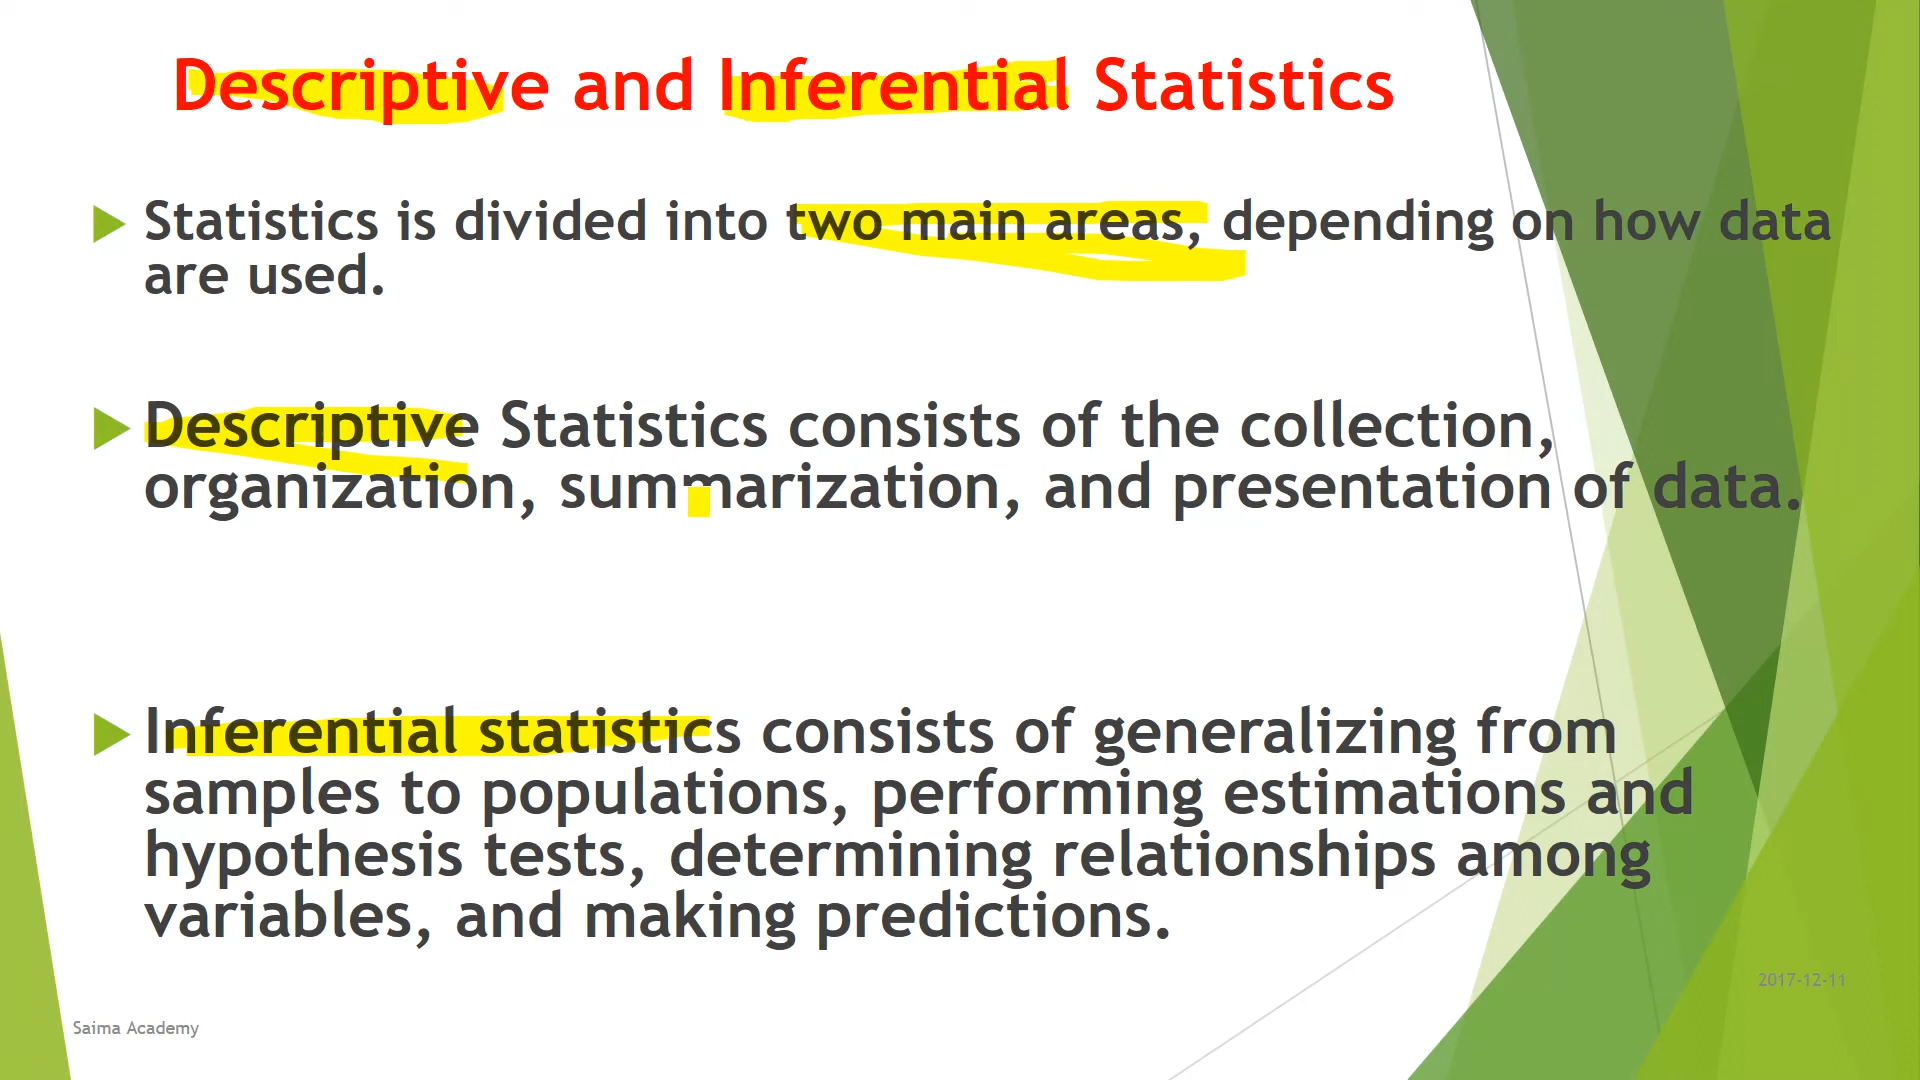 Descriptive and Inferential Statistics
Statistics is divided into two main areas, depending on how data
are used.
Descriptive Statistics consists of the collection,
organization, summarization, and presentation of data.
Inferential statistics consists of generalizing from
samples to populations, performing estimations and
hypothesis tests, determining relationships among
variables, and making predictions.
2017-12-11
Saima Academy